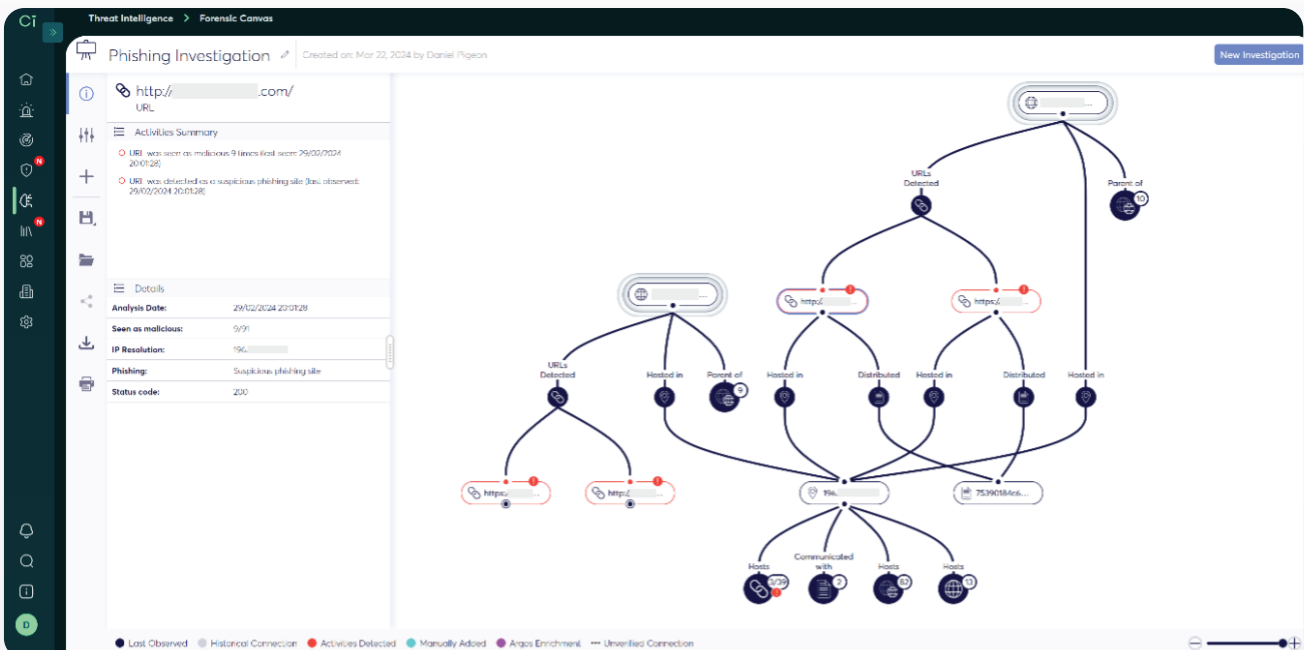 Ci
Threat Intelligence > Forensic Canvas
Phishing Investigation
Created on: Mar 22, 2024 by Daniel Pigeon
New Investigation
N
N
D
http:// .com/
URL
Activities Summary
URL was seen as malicious 9 times (last seen: 29/02/2024
20:01:28)
URL was detected as a suspicious phishing site (last observed:
29/02/2024 20:01:28)
Details
Analysis Date: 29/02/2024 20:01:28
Seen as malicious: 9/91
IP Resolution: 196.
Phishing: Suspicious phishing site
Status code: 200
...
URLs
Detected
Parent of
10
...
http:/ ...
https:/ ...
URLs
Detected
Hosted in
Parent of
9
Hosted in
Distributed
Hosted in
Distributed
Hosted in
https:/ ...
http:/ ...
196.
75390184c6...
Hosts
3/39
Communicated
with
2
Hosts
82
Hosts
13
Last Observed
Historical Connection
Activities Detected
Manually Added
Argos Enrichment
Unverified Connection